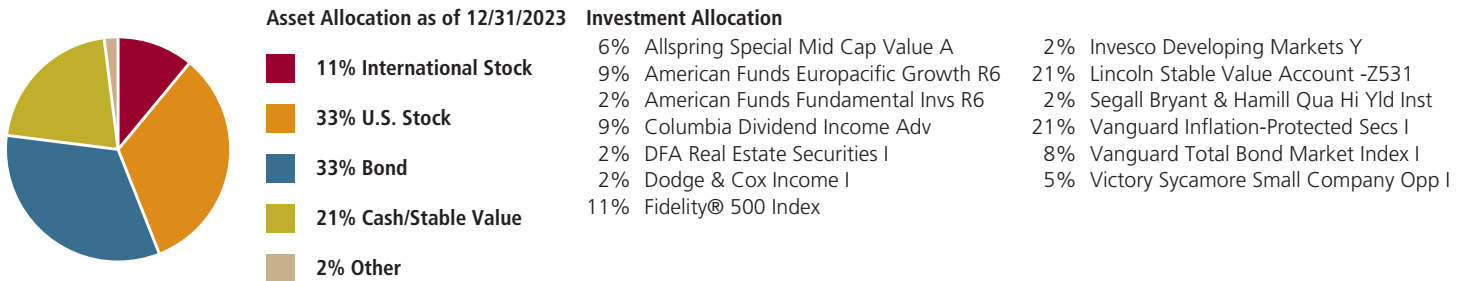 Asset Allocation as of 12/31/2023
11% International Stock
33% U.S. Stock
33% Bond
21% Cash/Stable Value
2% Other
Investment Allocation
6% Allspring Special Mid Cap Value A
9% American Funds Europacific Growth R6
2% American Funds Fundamental Invs R6
9% Columbia Dividend Income Adv
2% DFA Real Estate Securities I
2% Dodge & Cox Income I
11% Fidelity® 500 Index
2% Invesco Developing Markets Y
21% Lincoln Stable Value Account -Z531
2% Segall Bryant & Hamill Qua Hi Yld Inst
21% Vanguard Inflation-Protected Secs I
8% Vanguard Total Bond Market Index I
5% Victory Sycamore Small Company Opp I